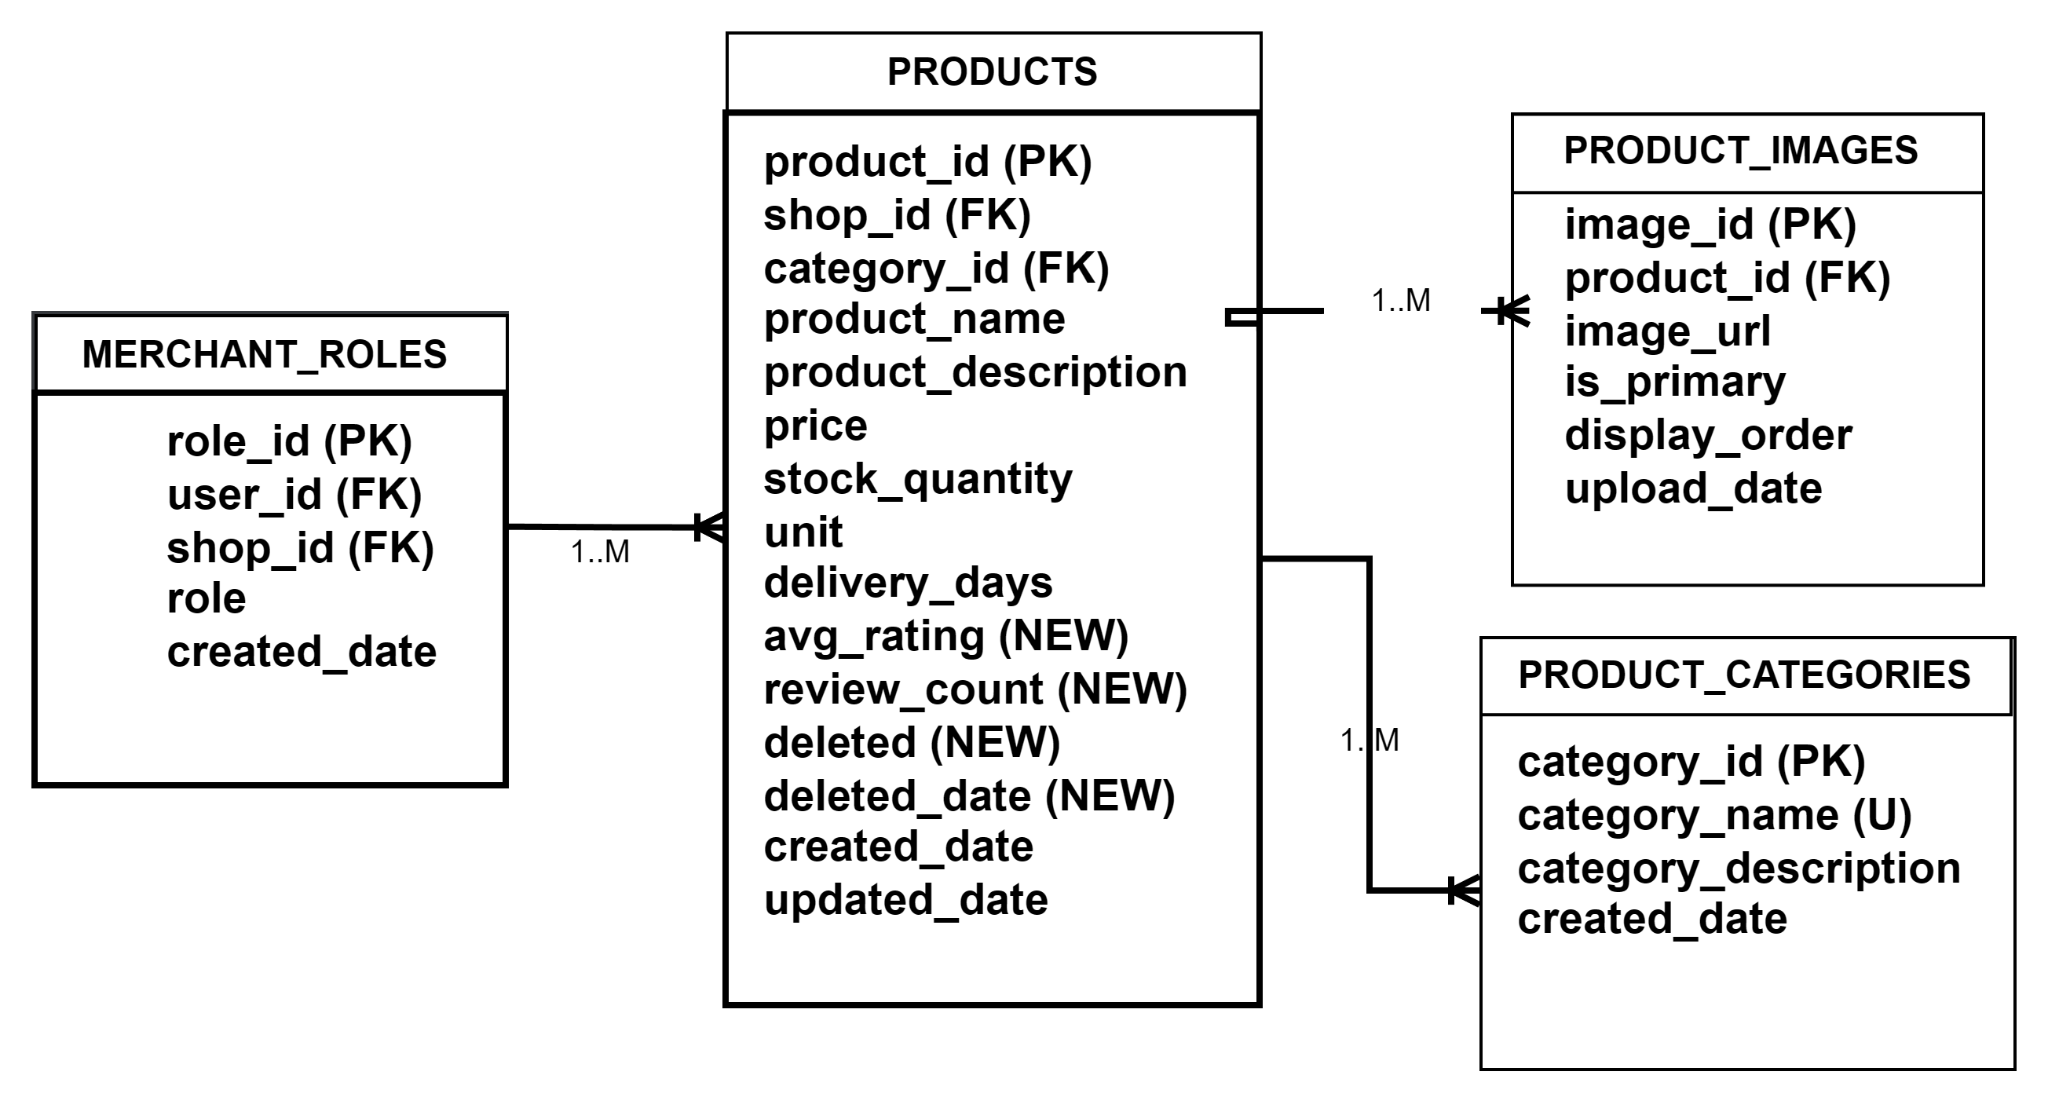 PRODUCTS
product_id (PK)
shop_id (FK)
category_id (FK)
product_name
product_description
price
stock_quantity
unit
delivery_days
avg_rating (NEW)
review_count (NEW)
deleted (NEW)
deleted_date (NEW)
created_date
updated_date
MERCHANT_ROLES
role_id (PK)
user_id (FK)
shop_id (FK)
role
created_date
1..M
1..M
PRODUCT_IMAGES
image_id (PK)
product_id (FK)
image_url
is_primary
display_order
upload_date
1..M
PRODUCT_CATEGORIES
category_id (PK)
category_name (U)
category_description
created_date